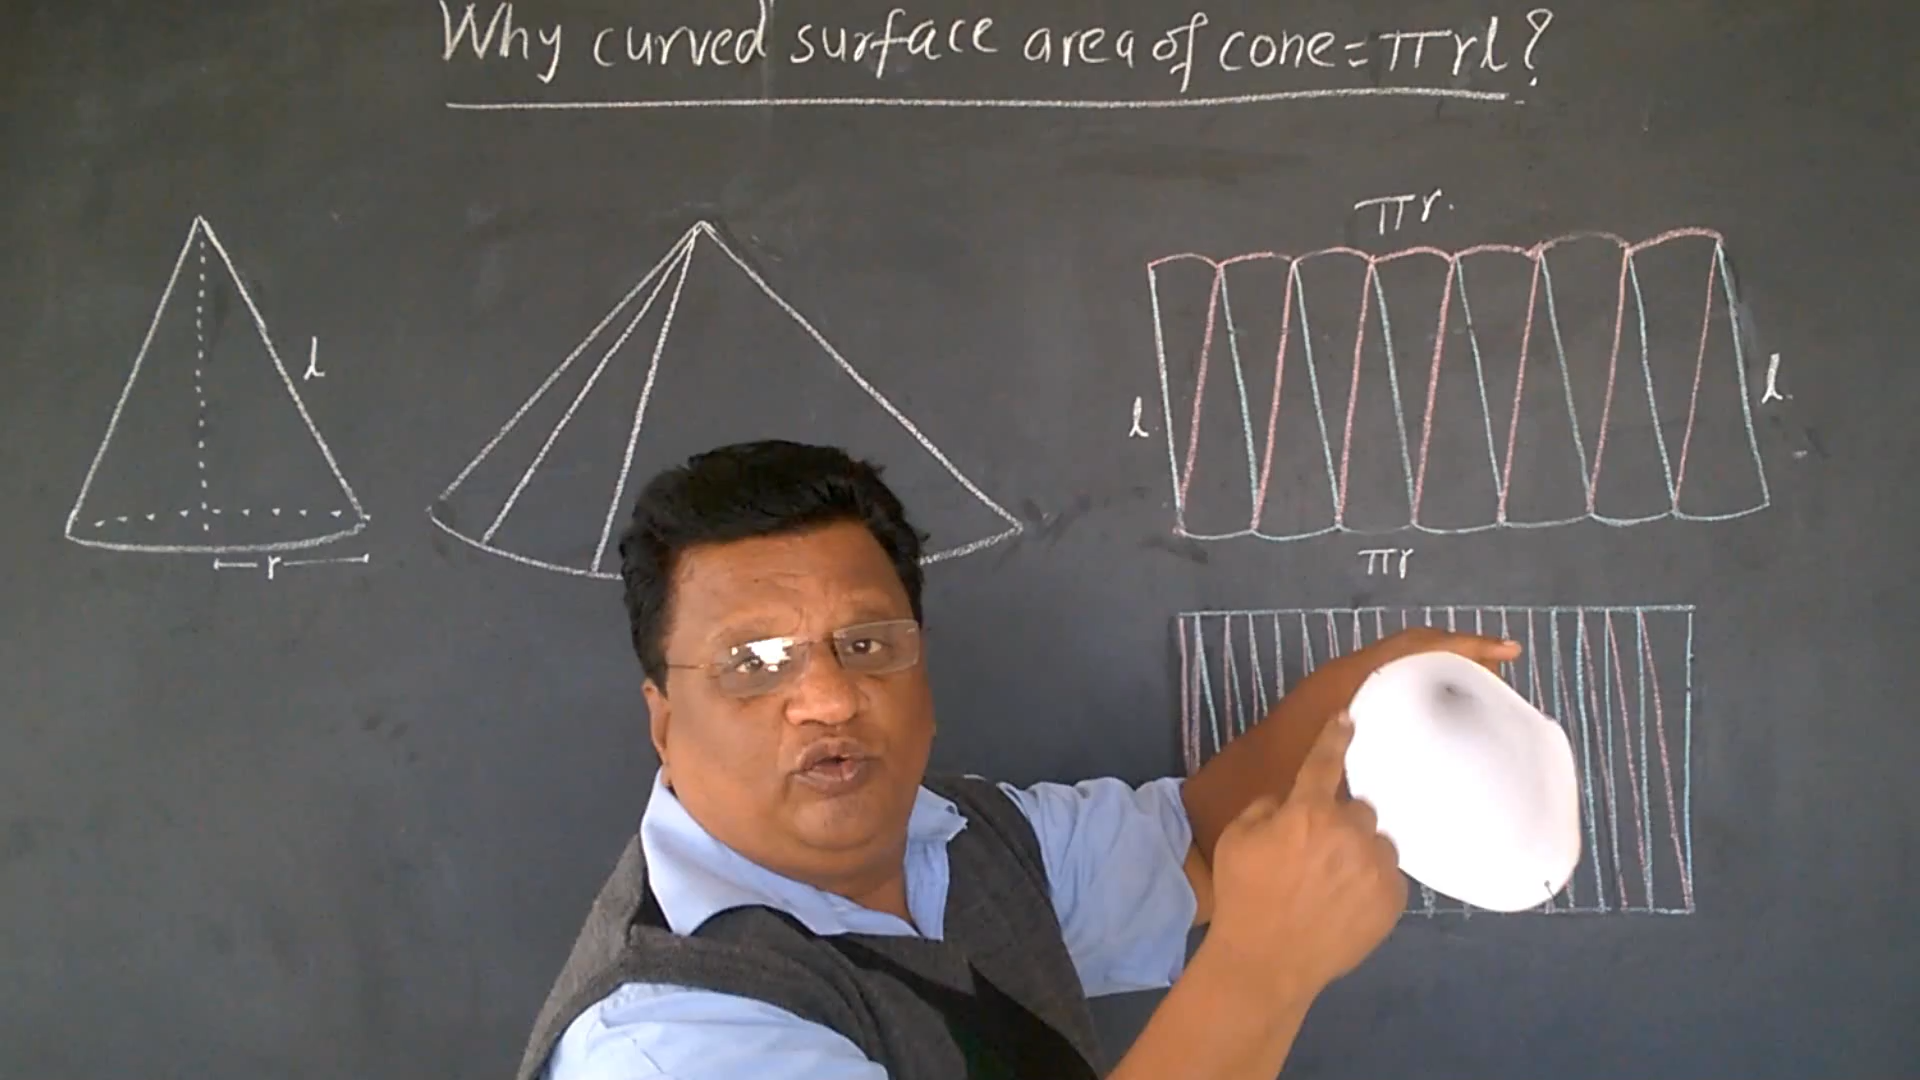 Why curved surface area of cone = πrl?
πr.
l
l.
l.
r
πr